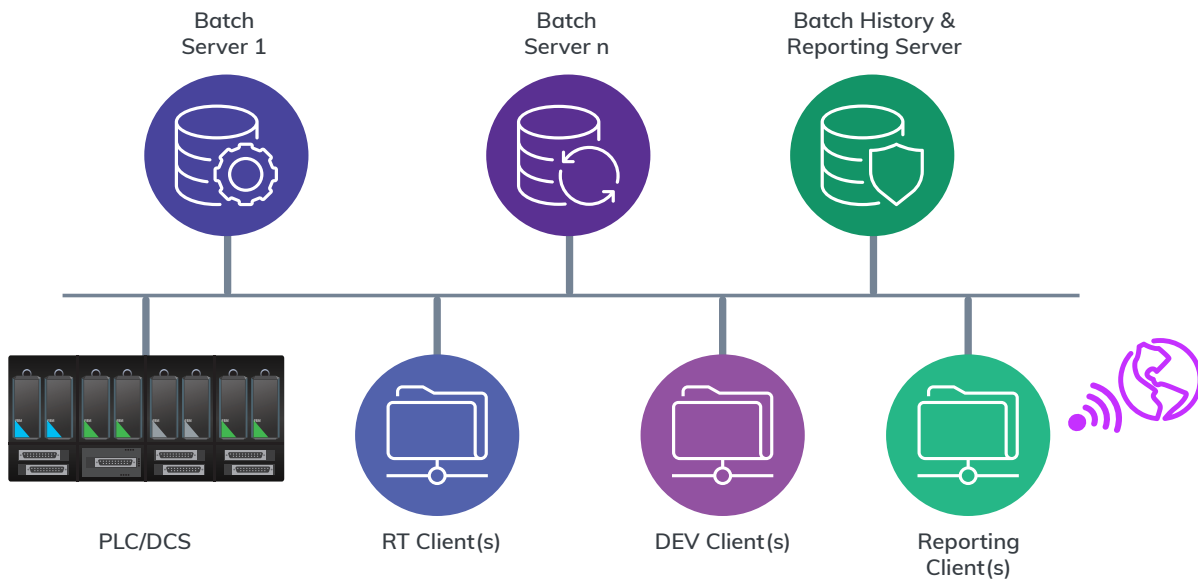 Batch
Server 1
Batch
Server n
Batch History &
Reporting Server
PLC/DCS
RT Client(s)
DEV Client(s)
Reporting
Client(s)